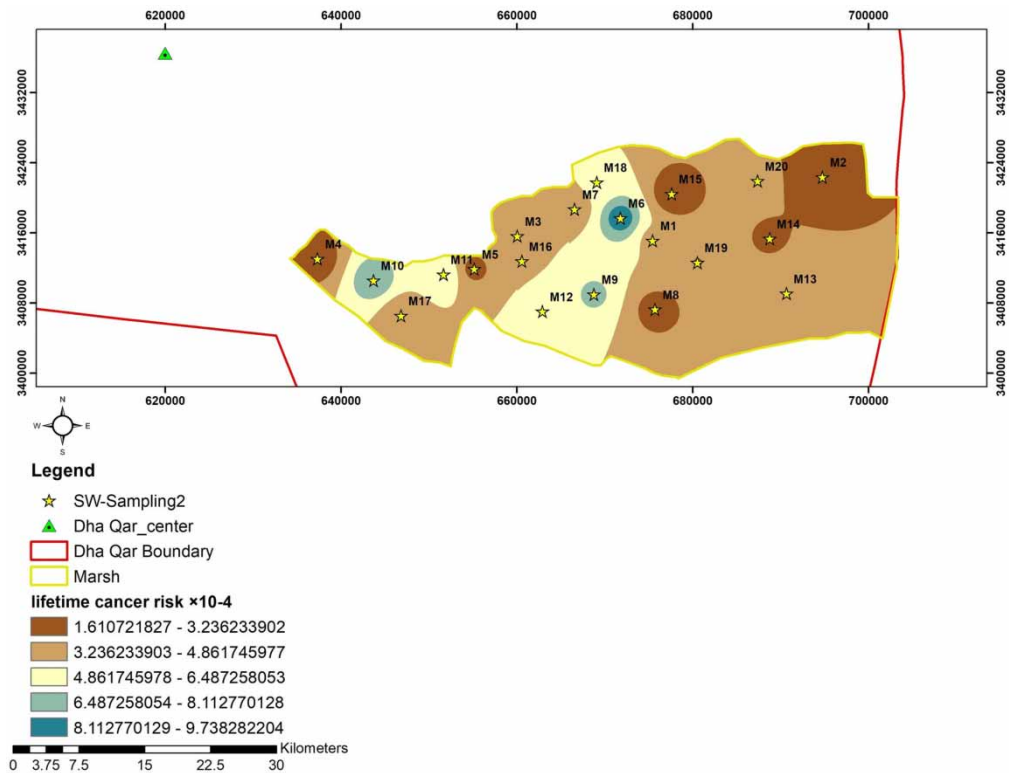 620000 640000 660000 680000 700000
3432000 3432000
3424000 3424000
3416000 3416000
3408000 3408000
3400000 3400000
M18 M20 M2
M15
M7 M6
M3 M1 M14
M4 M16 M19
M10 M11 M5
M9 M13
M17 M12 M8
620000 640000 660000 680000 700000
N
W E
S
Legend
SW-Sampling2
Dha Qar_center
Dha Qar Boundary
Marsh
lifetime cancer risk ×10-4
1.610721827 - 3.236233902
3.236233903 - 4.861745977
4.861745978 - 6.487258053
6.487258054 - 8.112770128
8.112770129 - 9.738282204
Kilometers
0 3.75 7.5 15 22.5 30